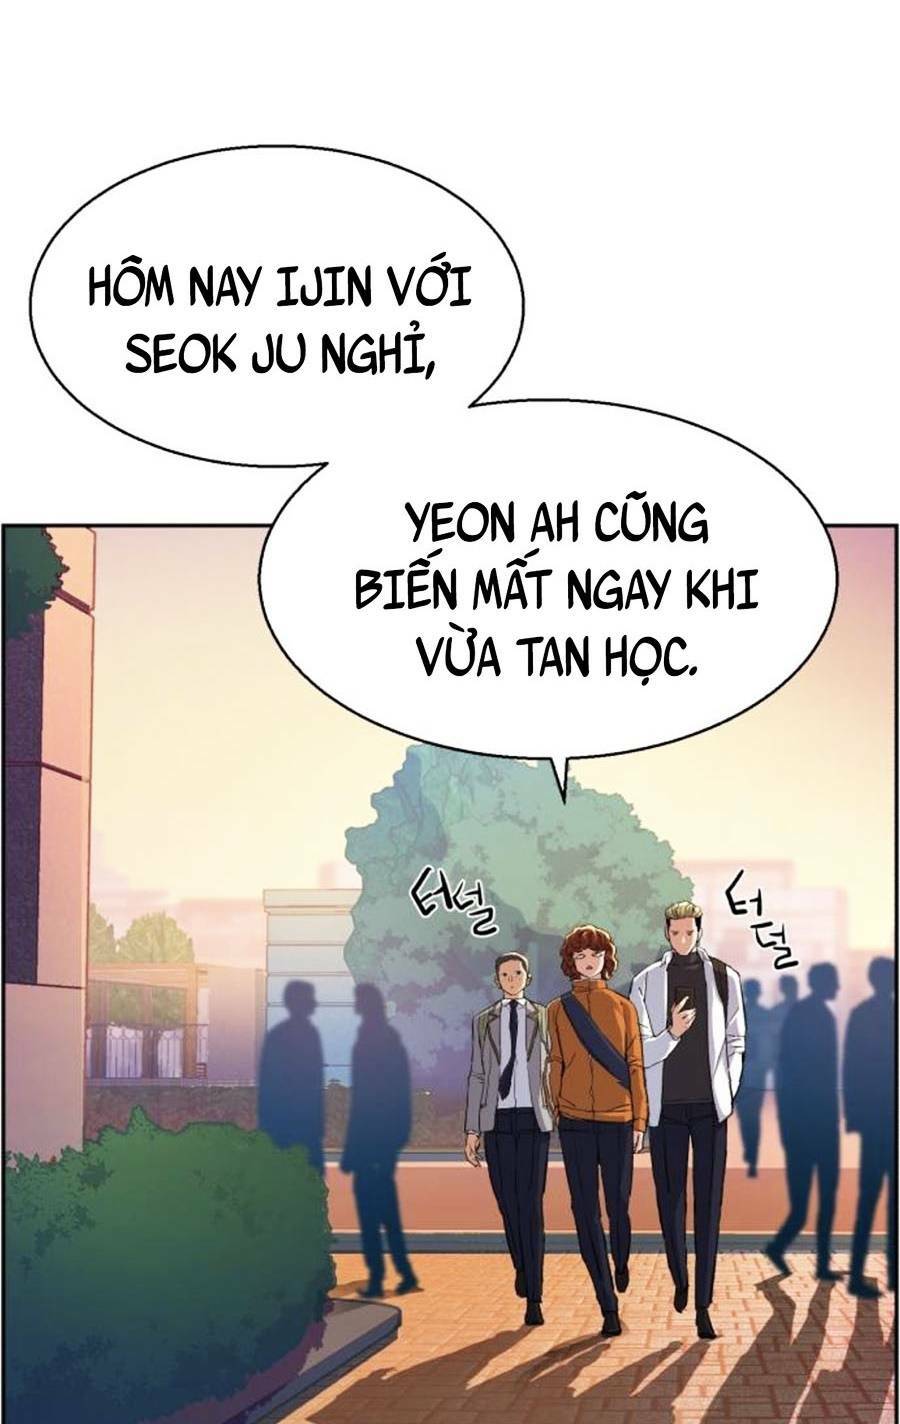 HÔM NAY IJIN VỚI
SEOK JU NGHỈ,
YEON AH CŨNG
BIẾN MẤT NGAY KHI
VỪA TAN HỌC.
터덜
터덜